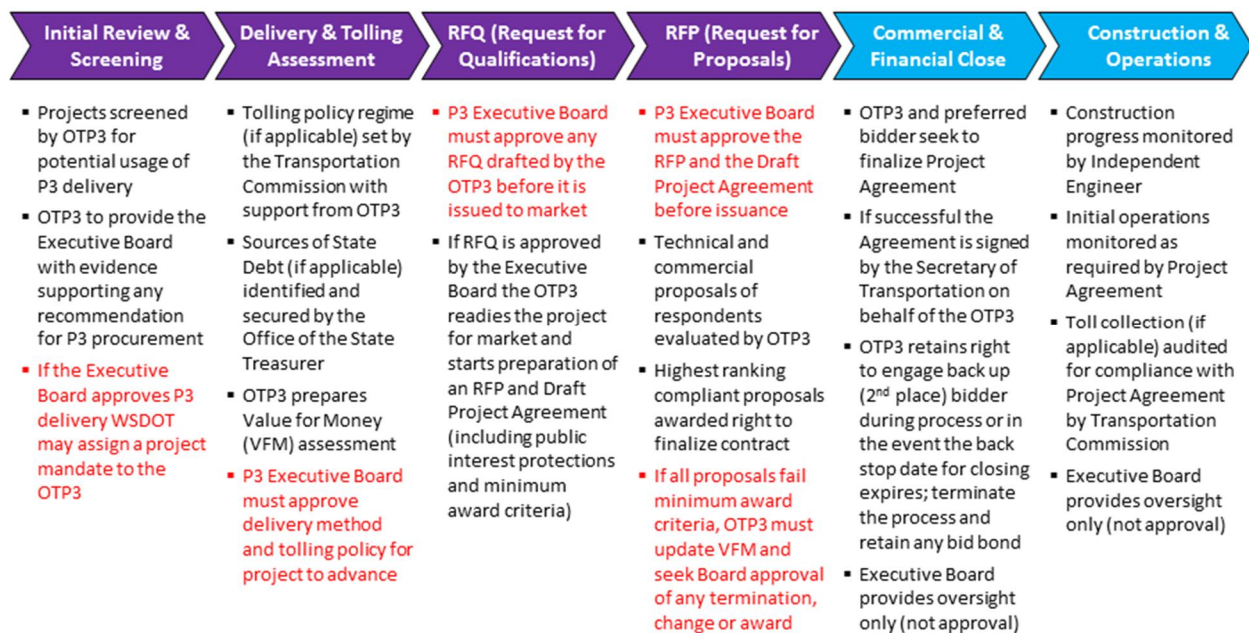 Initial Review &
Screening
Delivery & Tolling
Assessment
RFQ (Request for
Qualifications)
RFP (Request for
Proposals)
Commercial &
Financial Close
Construction &
Operations
▪ Projects screened
by OTP3 for
potential usage of
P3 delivery
▪ OTP3 to provide the
Executive Board
with evidence
supporting any
recommendation
for P3 procurement
▪ If the Executive
Board approves P3
delivery WSDOT
may assign a project
mandate to the
OTP3
▪ Tolling policy regime
(if applicable) set by
the Transportation
Commission with
support from OTP3
▪ Sources of State
Debt (if applicable)
identified and
secured by the
Office of the State
Treasurer
▪ OTP3 prepares
Value for Money
(VFM) assessment
▪ P3 Executive Board
must approve
delivery method
and tolling policy for
project to advance
▪ P3 Executive Board
must approve any
RFQ drafted by the
OTP3 before it is
issued to market
▪ If RFQ is approved
by the Executive
Board the OTP3
readies the project
for market and
starts preparation of
an RFP and Draft
Project Agreement
(including public
interest protections
and minimum
award criteria)
▪ P3 Executive Board
must approve the
RFP and the Draft
Project Agreement
before issuance
▪ Technical and
commercial
proposals of
respondents
evaluated by OTP3
▪ Highest ranking
compliant proposals
awarded right to
finalize contract
▪ If all proposals fail
minimum award
criteria, OTP3 must
update VFM and
seek Board approval
of any termination,
change or award
▪ OTP3 and preferred
bidder seek to
finalize Project
Agreement
▪ If successful the
Agreement is signed
by the Secretary of
Transportation on
behalf of the OTP3
▪ OTP3 retains right
to engage back up
(2nd place) bidder
during process or in
the event the back
stop date for closing
expires; terminate
the process and
retain any bid bond
▪ Executive Board
provides oversight
only (not approval)
▪ Construction
progress monitored
by Independent
Engineer
▪ Initial operations
monitored as
required by Project
Agreement
▪ Toll collection (if
applicable) audited
for compliance with
Project Agreement
by Transportation
Commission
▪ Executive Board
provides oversight
only (not approval)